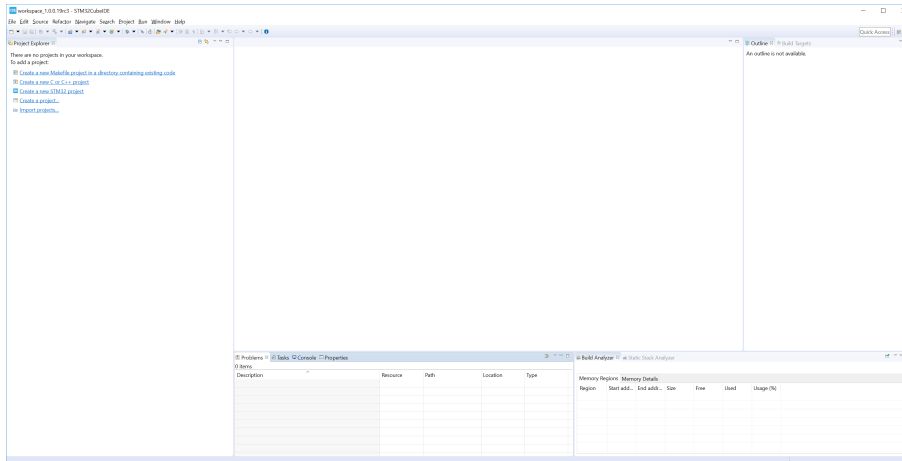 workspace_1.0.0.19rc3 - STM32CubeIDE
File Edit Source Refactor Navigate Search Project Run Window Help
Quick Access
Project Explorer
There are no projects in your workspace.
To add a project:
Create a new Makefile project in a directory containing existing code
Create a new C or C++ project
Create a new STM32 project
Create a project...
Import projects...
Outline Build Targets
An outline is not available.
Problems Tasks Console Properties
0 items
Description Resource Path Location Type
Build Analyzer Static Stack Analyzer
Memory Regions Memory Details
Region Start add... End addr... Size Free Used Usage (%)